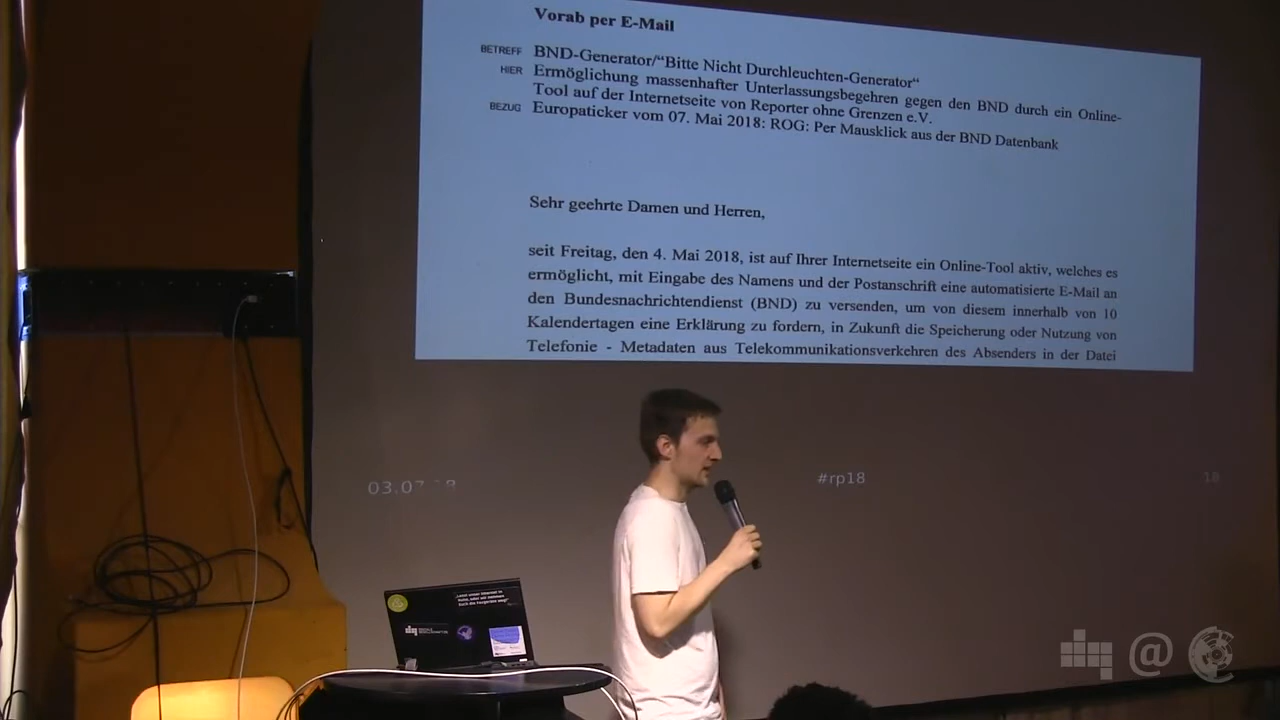 Vorab per E-Mail
BETREFF BND-Generator/“Bitte Nicht Durchleuchten-Generator“
HIER Ermöglichung massenhafter Unterlassungsbegehren gegen den BND durch ein Online-
Tool auf der Internetseite von Reporter ohne Grenzen e.V.
BEZUG Europaticker vom 07. Mai 2018: ROG: Per Mausklick aus der BND Datenbank
Sehr geehrte Damen und Herren,
seit Freitag, den 4. Mai 2018, ist auf Ihrer Internetseite ein Online-Tool aktiv, welches es
ermöglicht, mit Eingabe des Namens und der Postanschrift eine automatisierte E-Mail an
den Bundesnachrichtendienst (BND) zu versenden, um von diesem innerhalb von 10
Kalendertagen eine Erklärung zu fordern, in Zukunft die Speicherung oder Nutzung von
Telefonie - Metadaten aus Telekommunikationsverkehren des Absenders in der Datei
#rp18
18
@